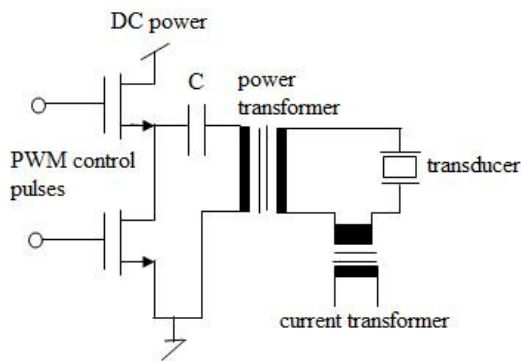 DC power
C
power
transformer
PWM control
pulses
transducer
current transformer